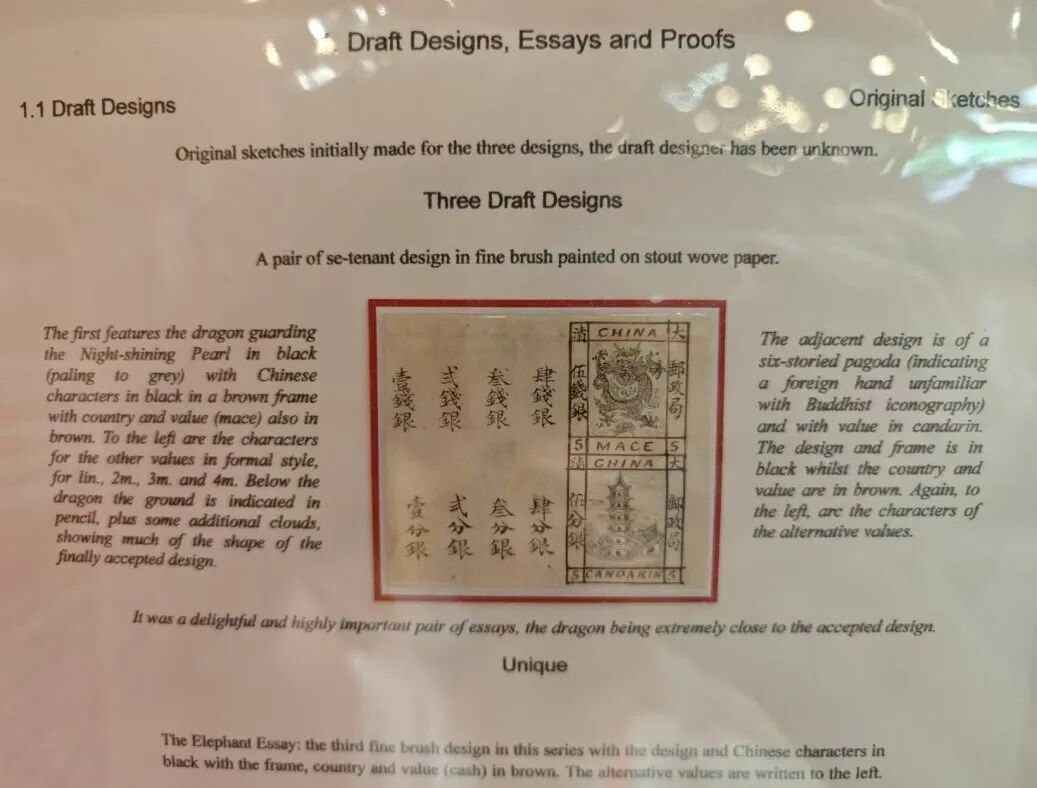 Draft Designs, Essays and Proofs
1.1 Draft Designs
Original Sketches
Original sketches initially made for the three designs, the draft designer has been unknown.
Three Draft Designs
A pair of se-tenant design in fine brush painted on stout wove paper.
The first features the dragon guarding
the Night-shining Pearl in black
(paling to grey) with Chinese
characters in black in a brown frame
with country and value (mace) also in
brown. To the left are the characters
for the other values in formal style,
for lin., 2m., 3m. and 4m. Below the
dragon the ground is indicated in
pencil, plus some additional clouds,
showing much of the shape of the
finally accepted design.
壹錢銀
弍錢銀
叁錢銀
肆錢銀
清 CHINA 大
伍錢銀
郵政局
5 MACE 5
清 CHINA 大
壹分銀
弍分銀
叁分銀
肆分銀
伍分銀
郵政局
5 CANDARIN 5
The adjacent design is of a
six-storied pagoda (indicating
a foreign hand unfamiliar
with Buddhist iconography)
and with value in candarin.
The design and frame is in
black whilst the country and
value are in brown. Again, to
the left, are the characters of
the alternative values.
It was a delightful and highly important pair of essays, the dragon being extremely close to the accepted design.
Unique
The Elephant Essay: the third fine brush design in this series with the design and Chinese characters in
black with the frame, country and value (cash) in brown. The alternative values are written to the left.